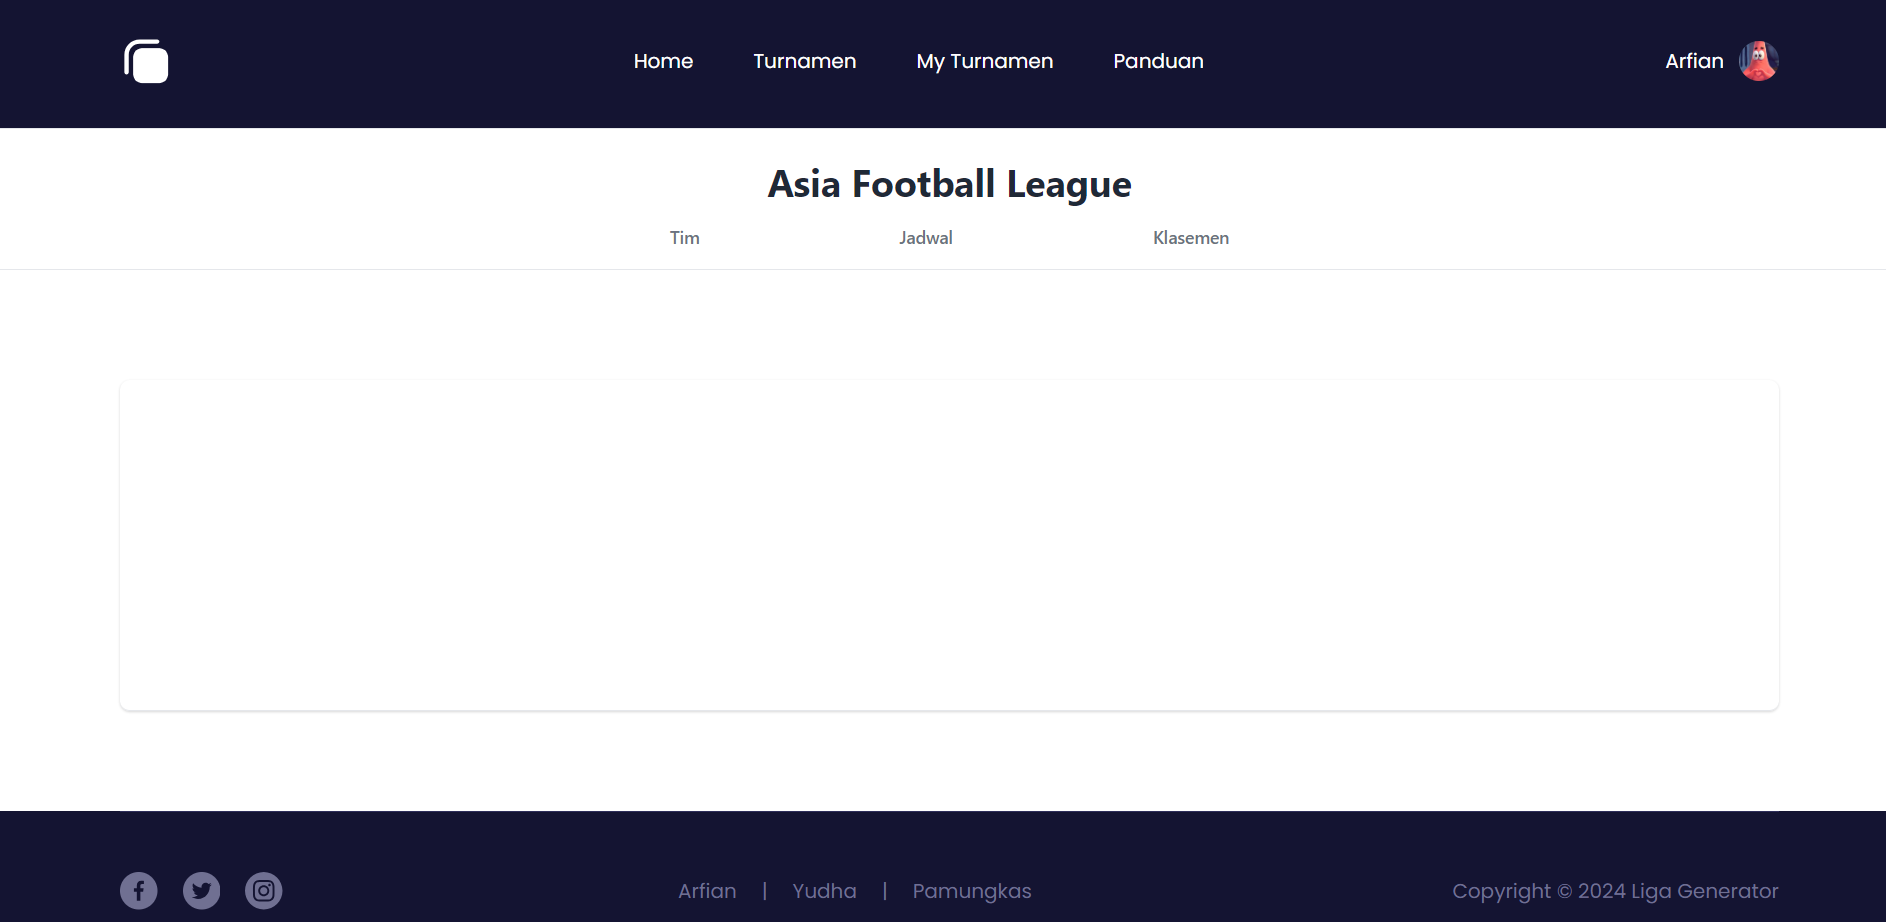 Home Turnamen My Turnamen Panduan Arfian
Asia Football League
Tim Jadwal Klasemen
Arfian | Yudha | Pamungkas Copyright © 2024 Liga Generator